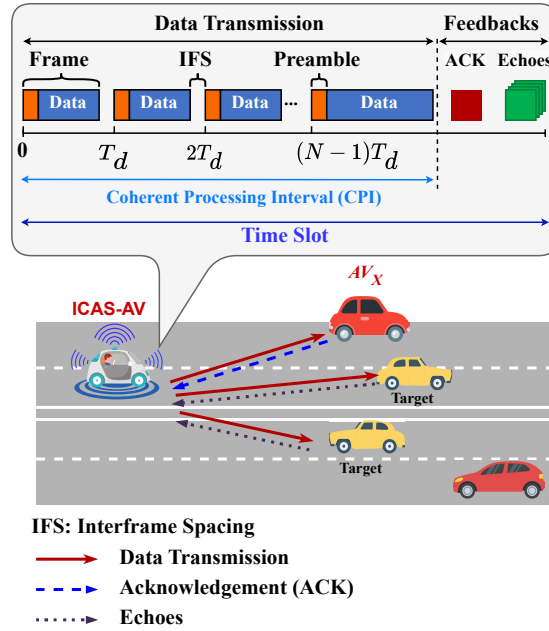 Data Transmission
Feedbacks
Frame
IFS
Preamble
ACK
Echoes
Data
Data
Data
...
Data
0
T_d
2T_d
(N − 1)T_d
Coherent Processing Interval (CPI)
Time Slot
ICAS-AV
AV_X
Target
Target
IFS: Interframe Spacing
Data Transmission
Acknowledgement (ACK)
Echoes